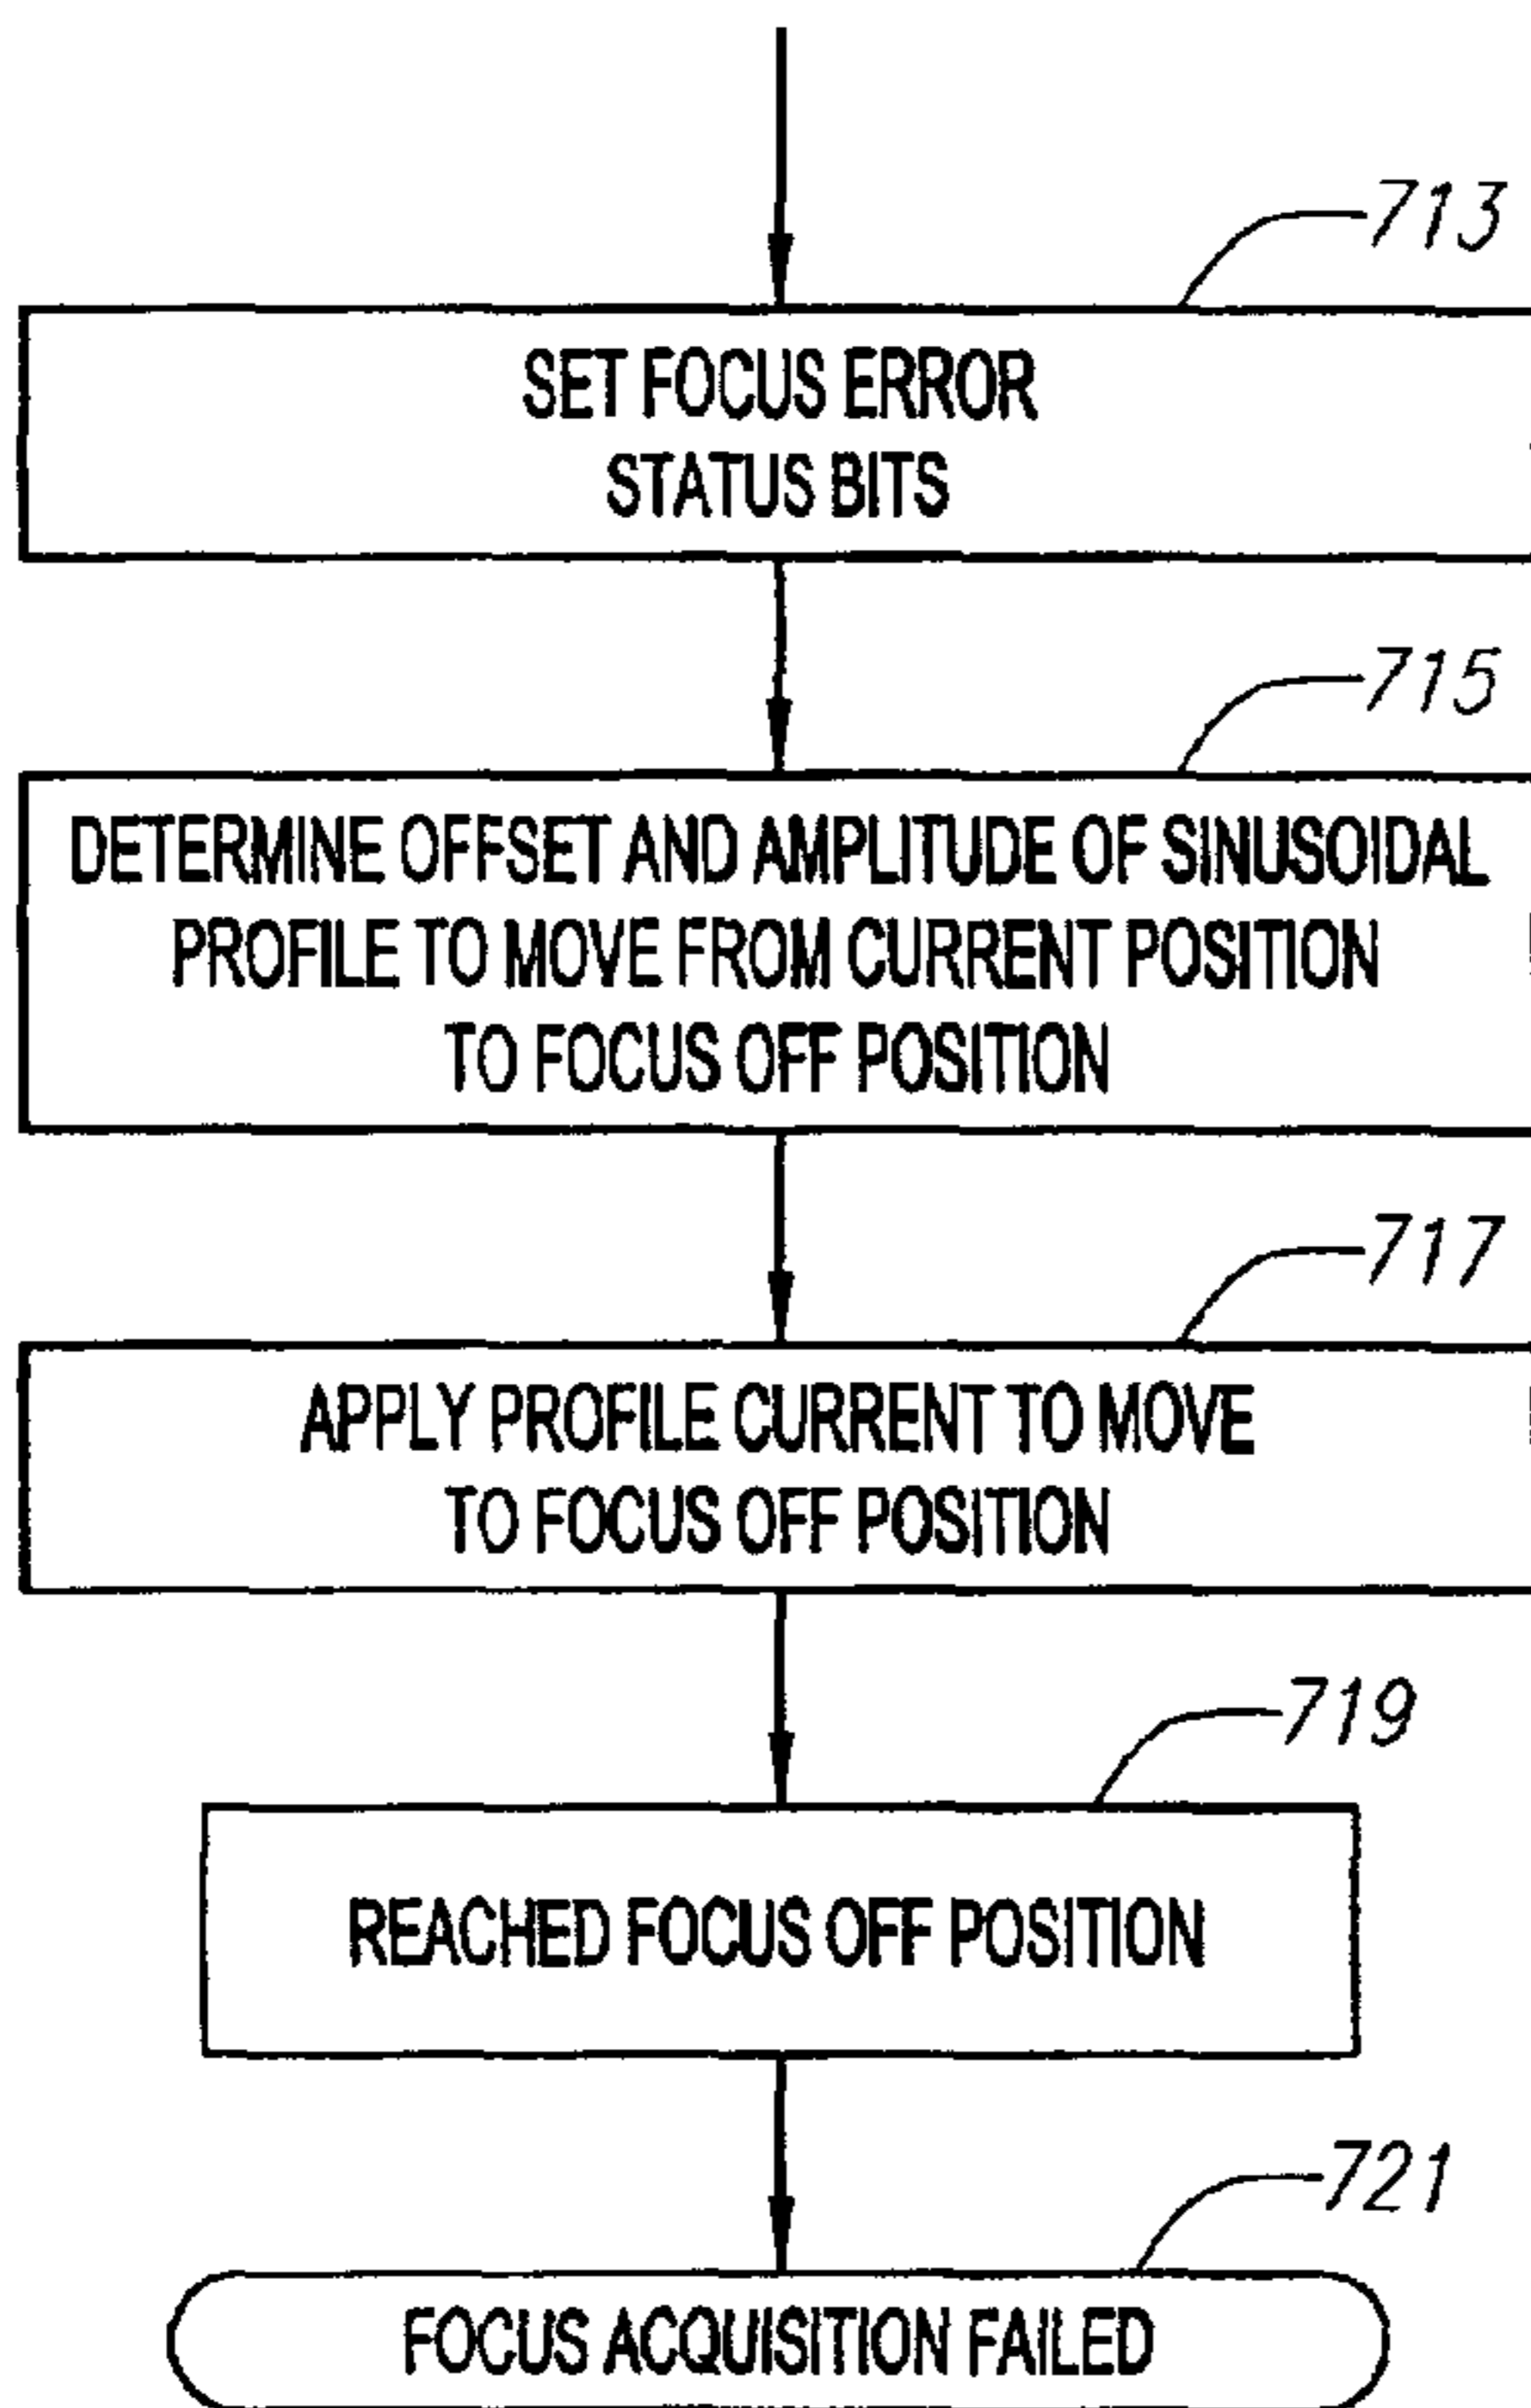 713
SET FOCUS ERROR
STATUS BITS
715
DETERMINE OFFSET AND AMPLITUDE OF SINUSOIDAL
PROFILE TO MOVE FROM CURRENT POSITION
TO FOCUS OFF POSITION
717
APPLY PROFILE CURRENT TO MOVE
TO FOCUS OFF POSITION
719
REACHED FOCUS OFF POSITION
721
FOCUS ACQUISITION FAILED